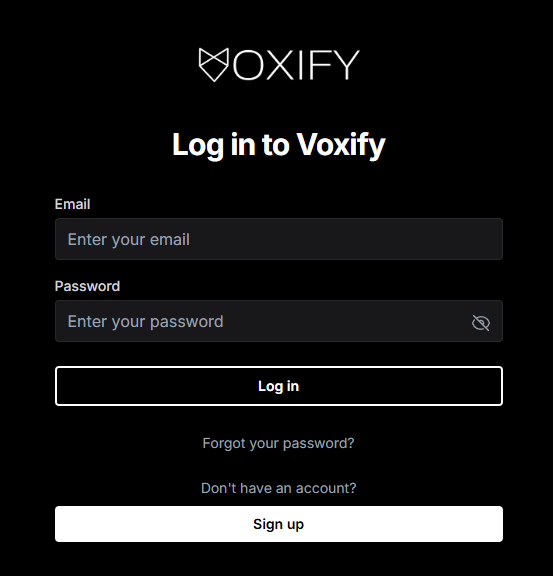 VOXIFY
Log in to Voxify
Email
Enter your email
Password
Enter your password
Log in
Forgot your password?
Don't have an account?
Sign up